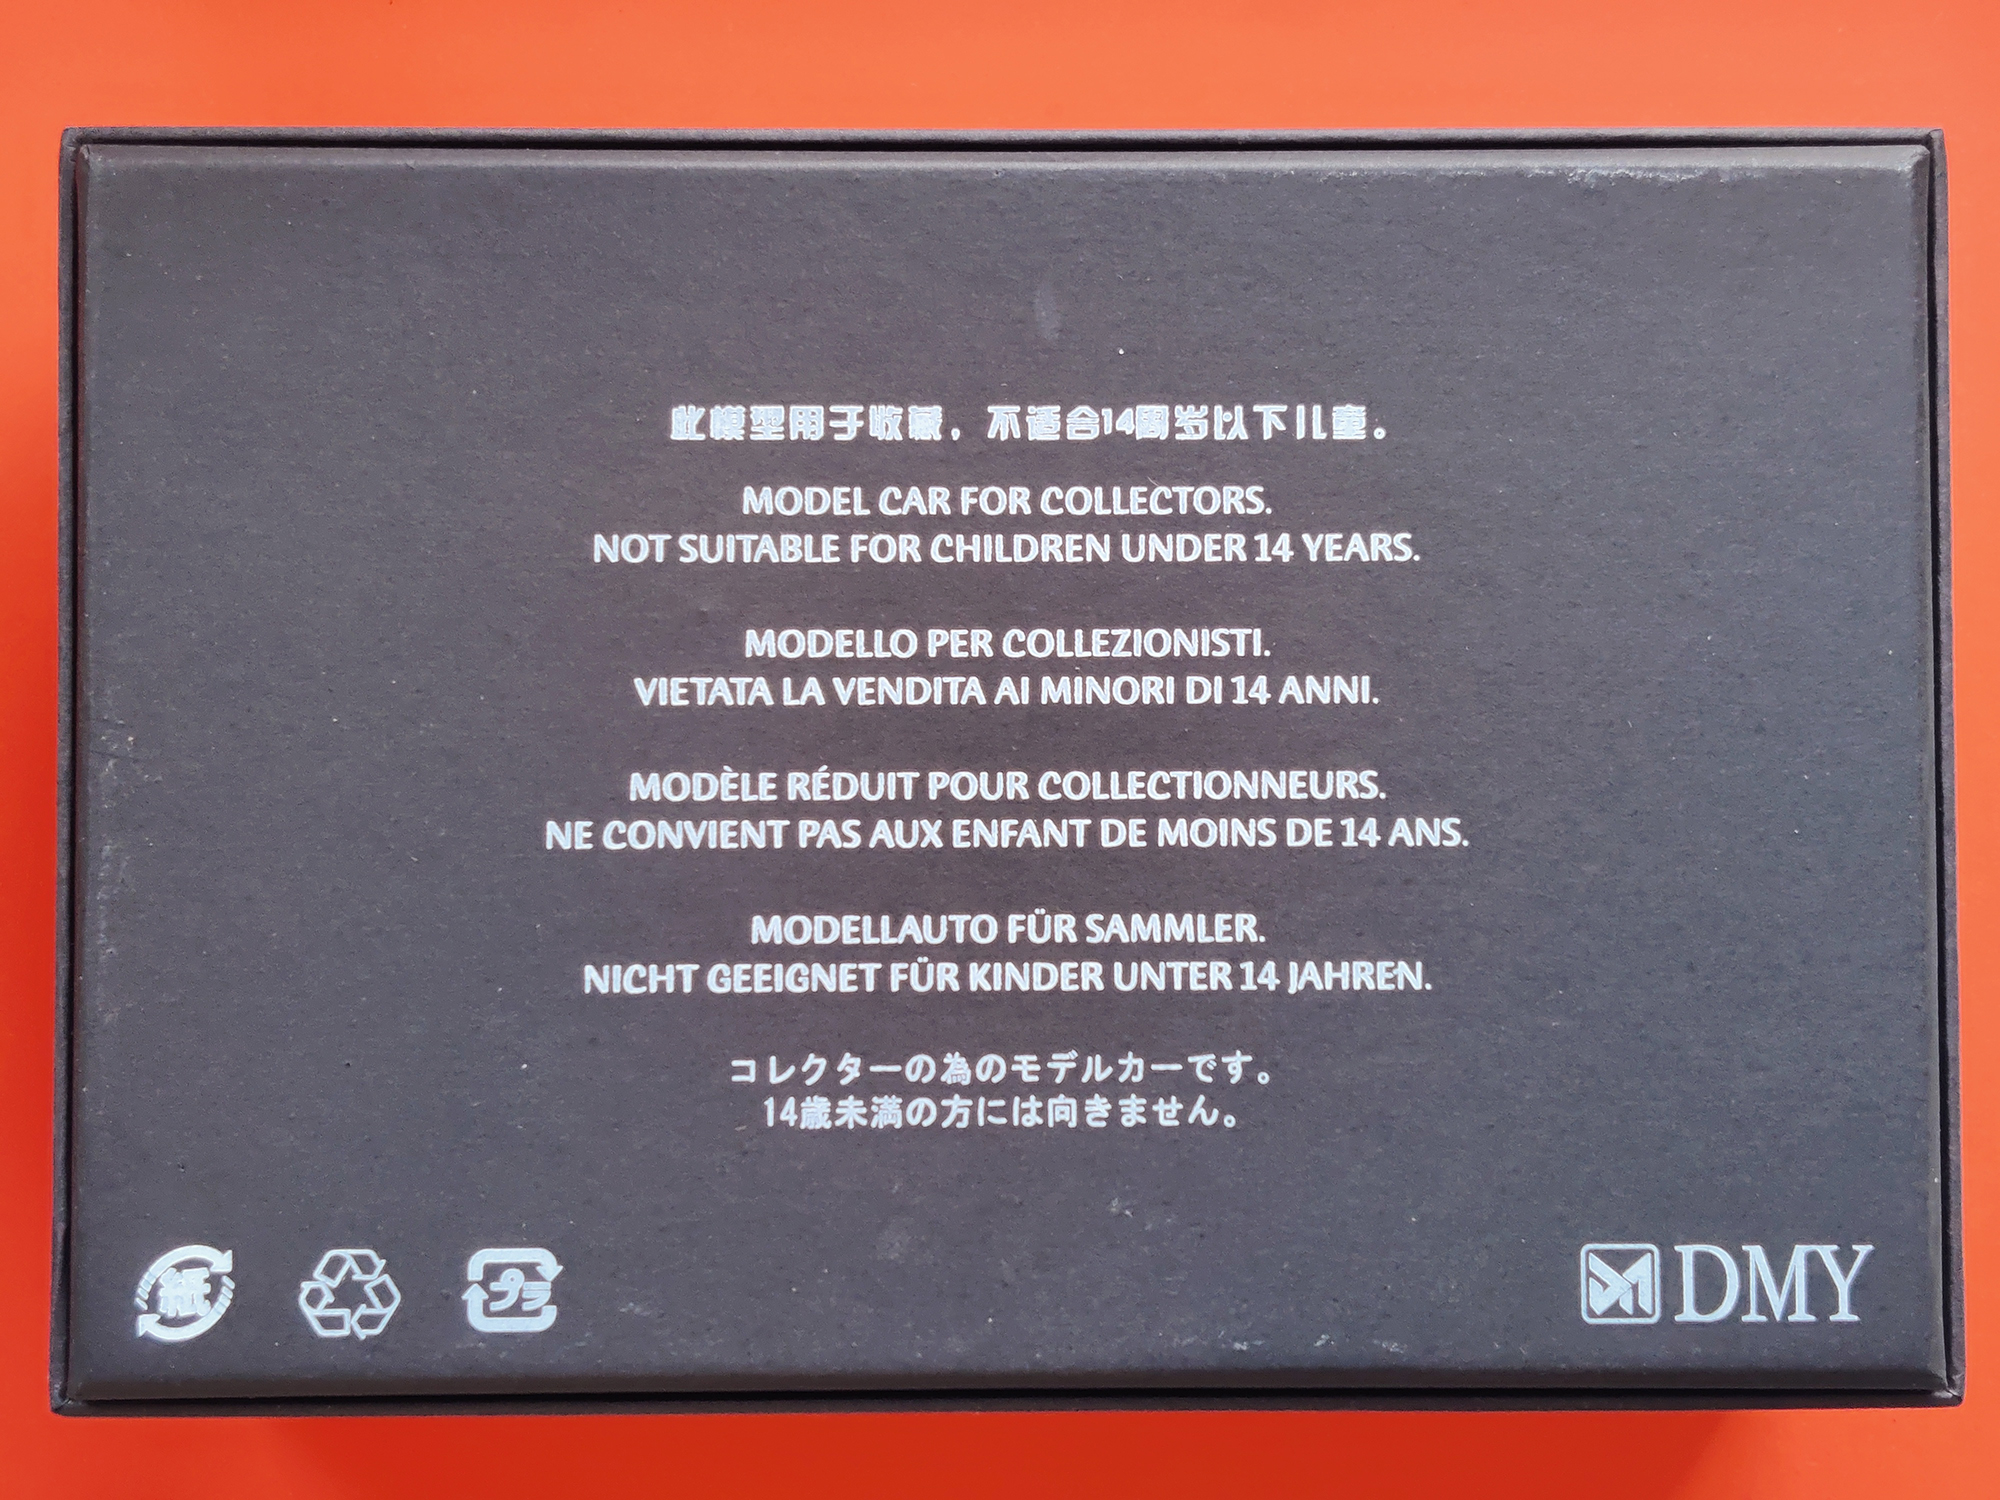 此模型用于收藏，不适合14周岁以下儿童。
MODEL CAR FOR COLLECTORS.
NOT SUITABLE FOR CHILDREN UNDER 14 YEARS.
MODELLO PER COLLEZIONISTI.
VIETATA LA VENDITA AI MINORI DI 14 ANNI.
MODÈLE RÉDUIT POUR COLLECTIONNEURS.
NE CONVIENT PAS AUX ENFANT DE MOINS DE 14 ANS.
MODELLAUTO FÜR SAMMLER.
NICHT GEEIGNET FÜR KINDER UNTER 14 JAHREN.
コレクターの為のモデルカーです。
14歳未満の方には向きません。
紙
プラ
DMY